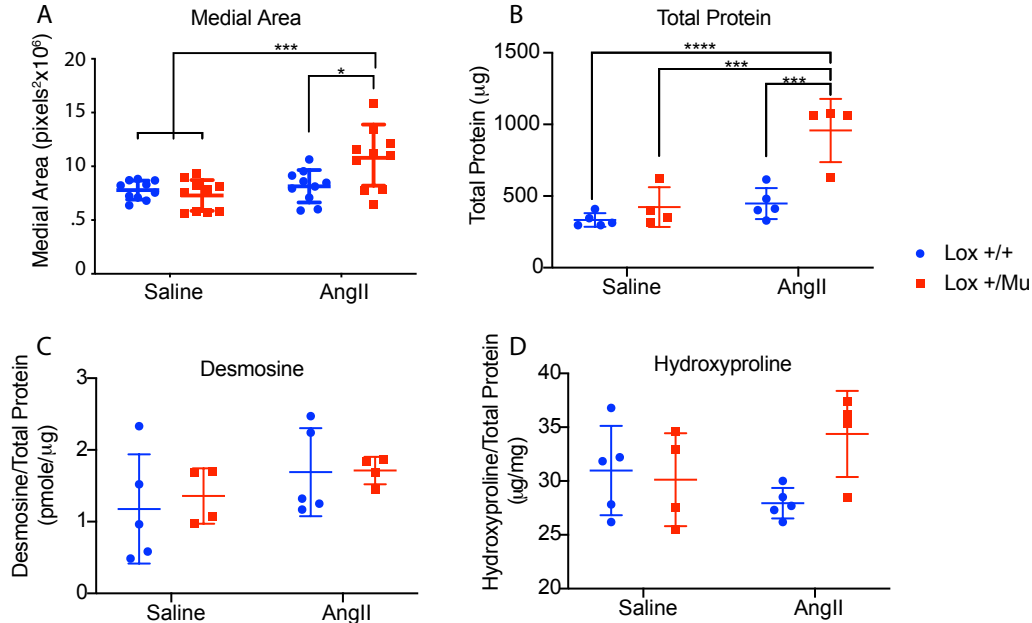 A
Medial Area
Medial Area (pixels²x10⁶)
20
15
10
5
0
***
*
Saline
AngII
B
Total Protein
Total Protein (μg)
1500
1000
500
0
****
***
***
Saline
AngII
Lox +/+
Lox +/Mu
C
Desmosine
Desmosine/Total Protein
(pmole/μg)
3
2
1
0
Saline
AngII
D
Hydroxyproline
Hydroxyproline/Total Protein
(μg/mg)
40
35
30
25
20
Saline
AngII